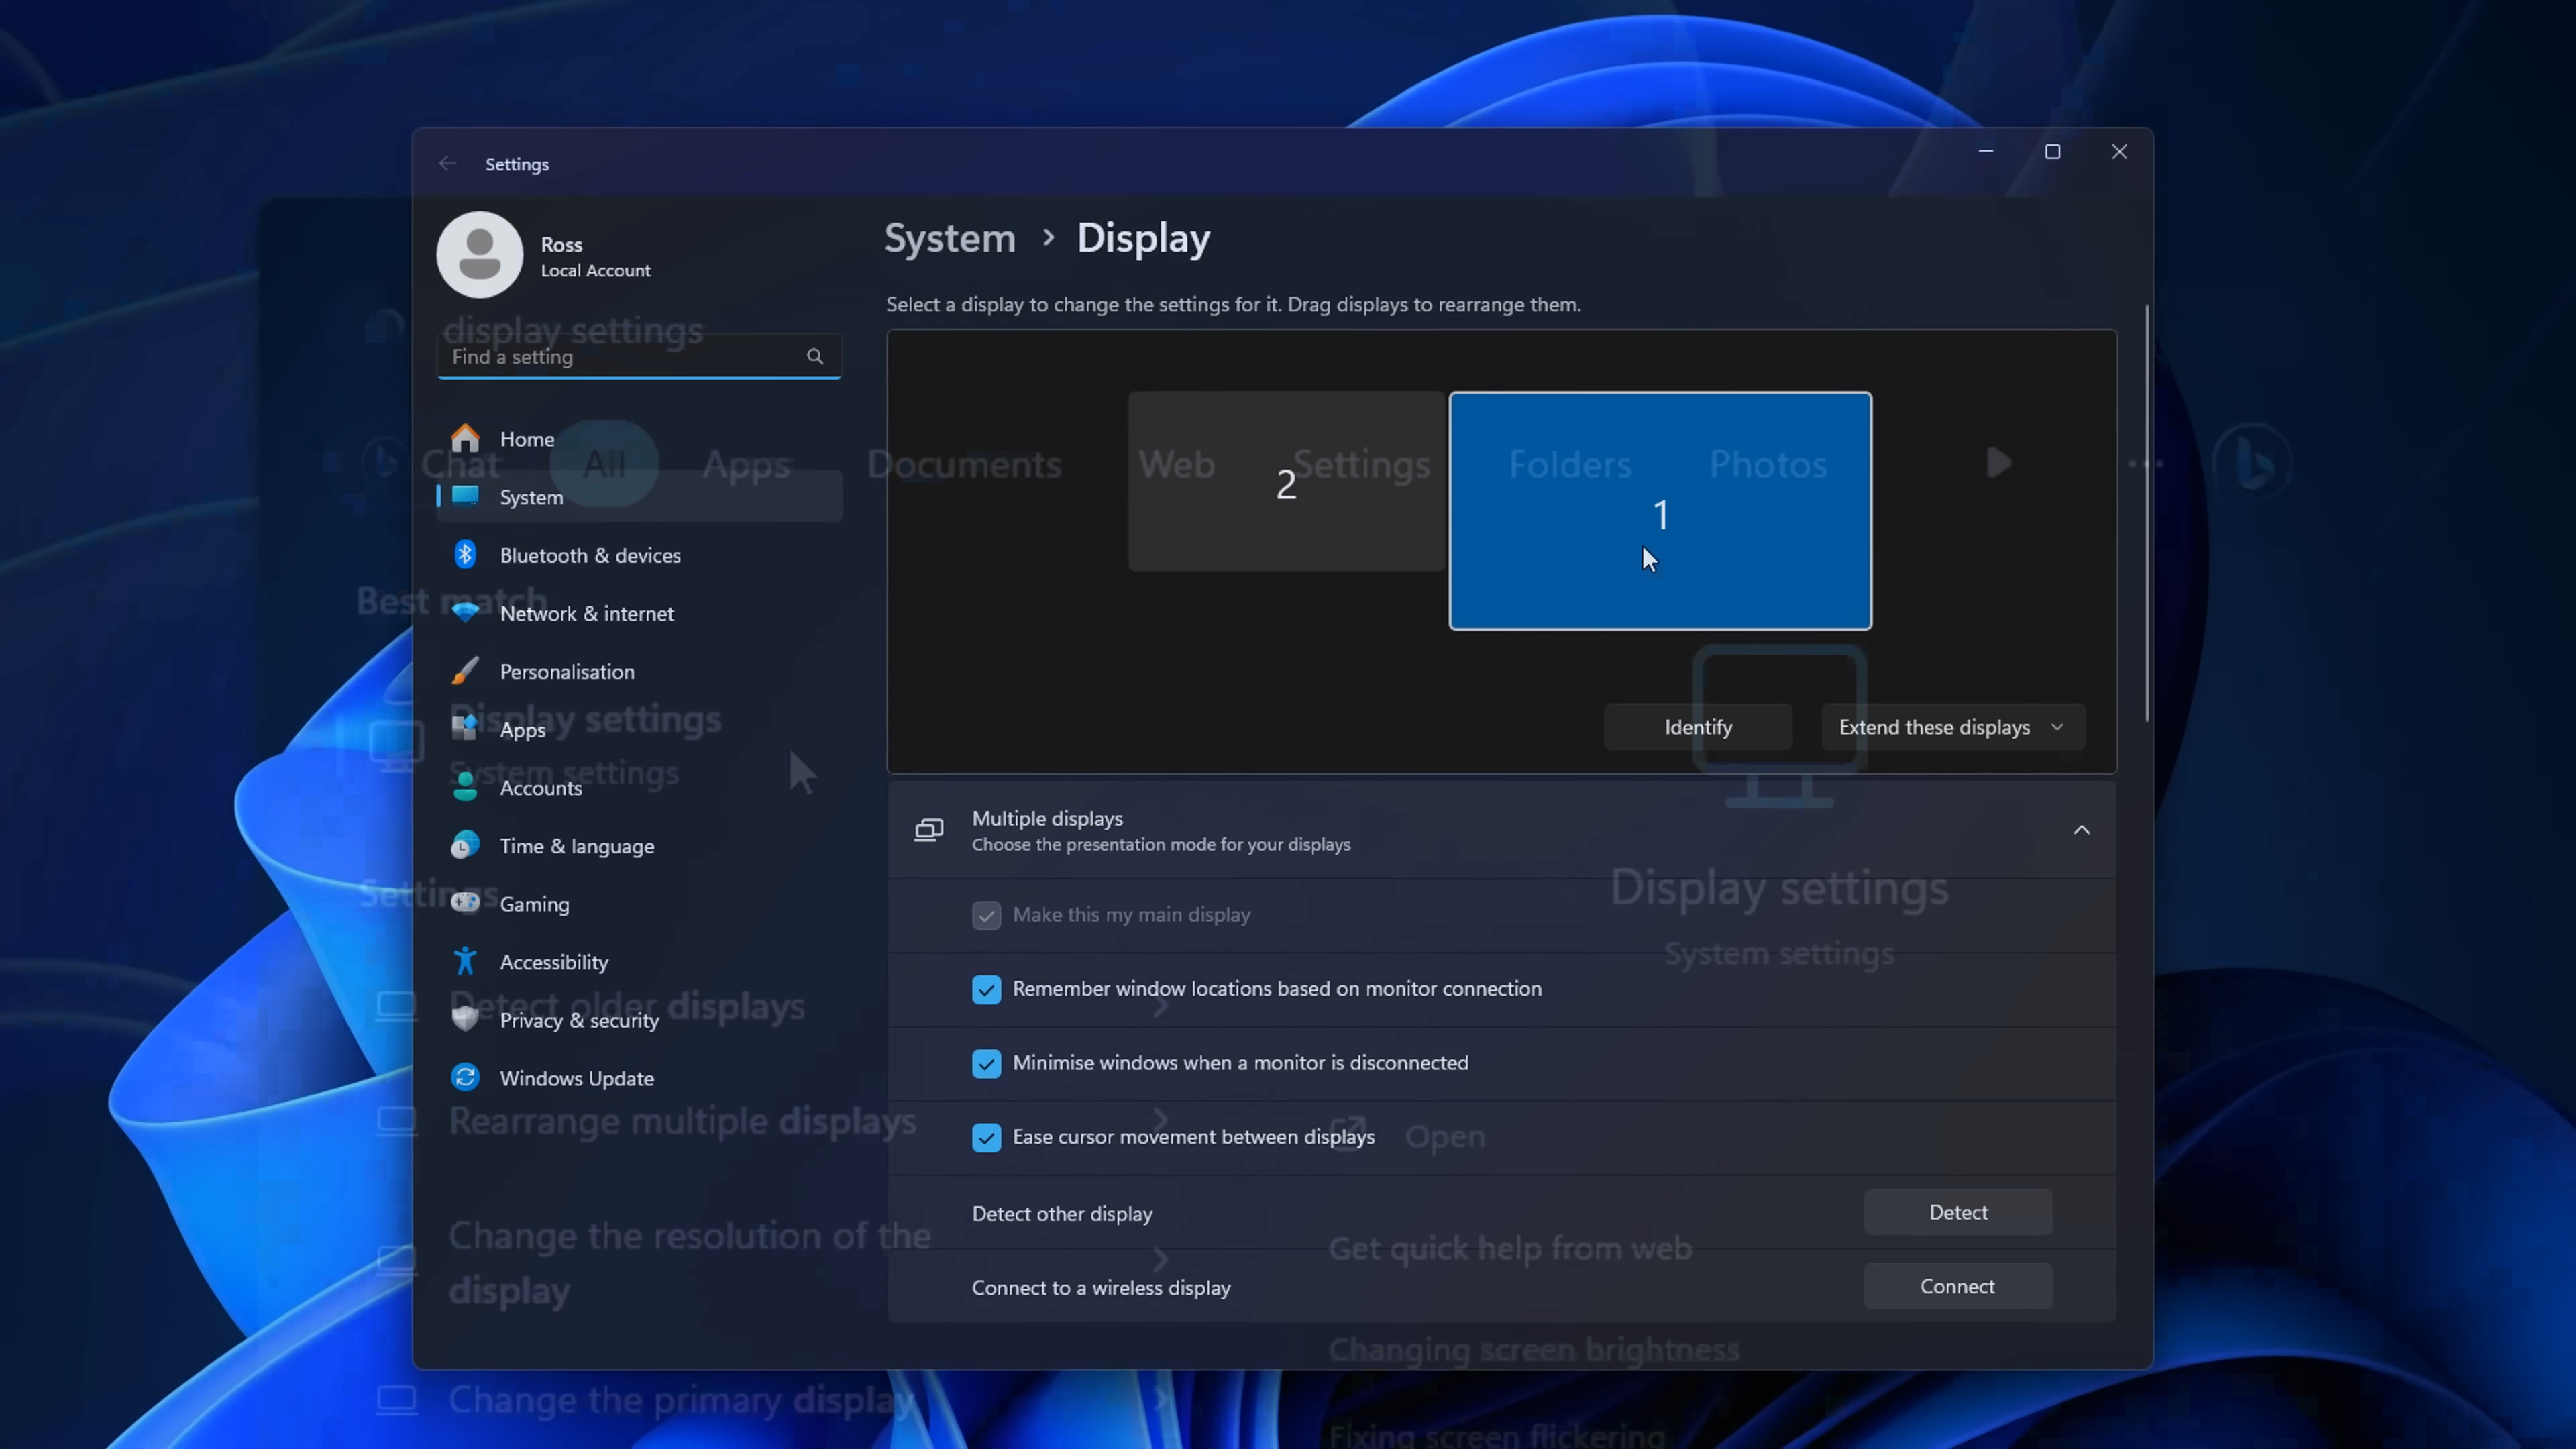 Settings
Ross
Local Account
display settings
Find a setting
Home
System
Bluetooth & devices
Network & internet
Personalisation
Apps
Accounts
Time & language
Gaming
Accessibility
Privacy & security
Windows Update
System > Display
Select a display to change the settings for it. Drag displays to rearrange them.
2
1
Identify
Extend these displays
Multiple displays
Choose the presentation mode for your displays
Make this my main display
Remember window locations based on monitor connection
Minimise windows when a monitor is disconnected
Ease cursor movement between displays
Detect other display
Detect
Connect to a wireless display
Connect
Chat All Apps Documents Web Settings Folders Photos
Best match
Display settings
System settings
Settings
Detect older displays
Rearrange multiple displays
Change the resolution of the
display
Change the primary display
Display settings
System settings
Open
Get quick help from web
Changing screen brightness
Fixing screen flickering